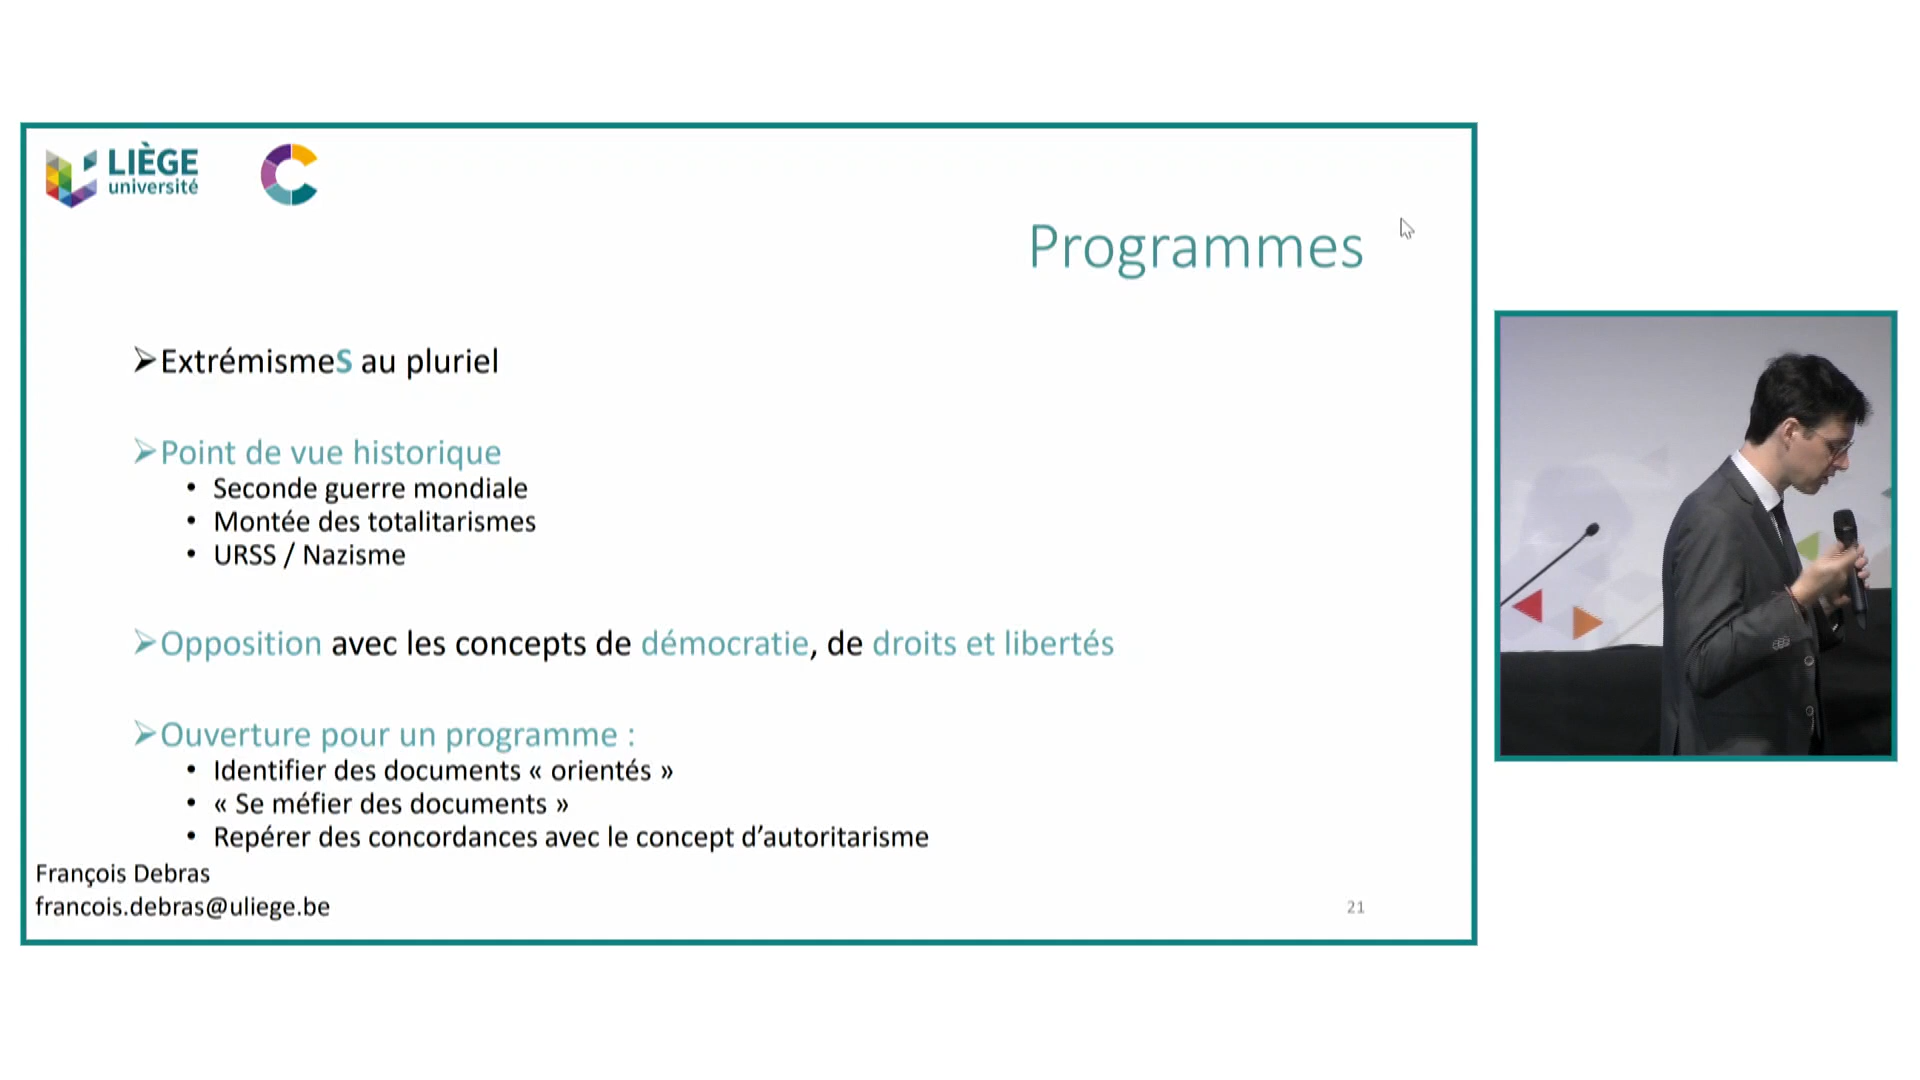 LIÈGE
université
Programmes
➢ExtrémismeS au pluriel
➢Point de vue historique
• Seconde guerre mondiale
• Montée des totalitarismes
• URSS / Nazisme
➢Opposition avec les concepts de démocratie, de droits et libertés
➢Ouverture pour un programme :
• Identifier des documents « orientés »
• « Se méfier des documents »
• Repérer des concordances avec le concept d’autoritarisme
François Debras
francois.debras@uliege.be
21